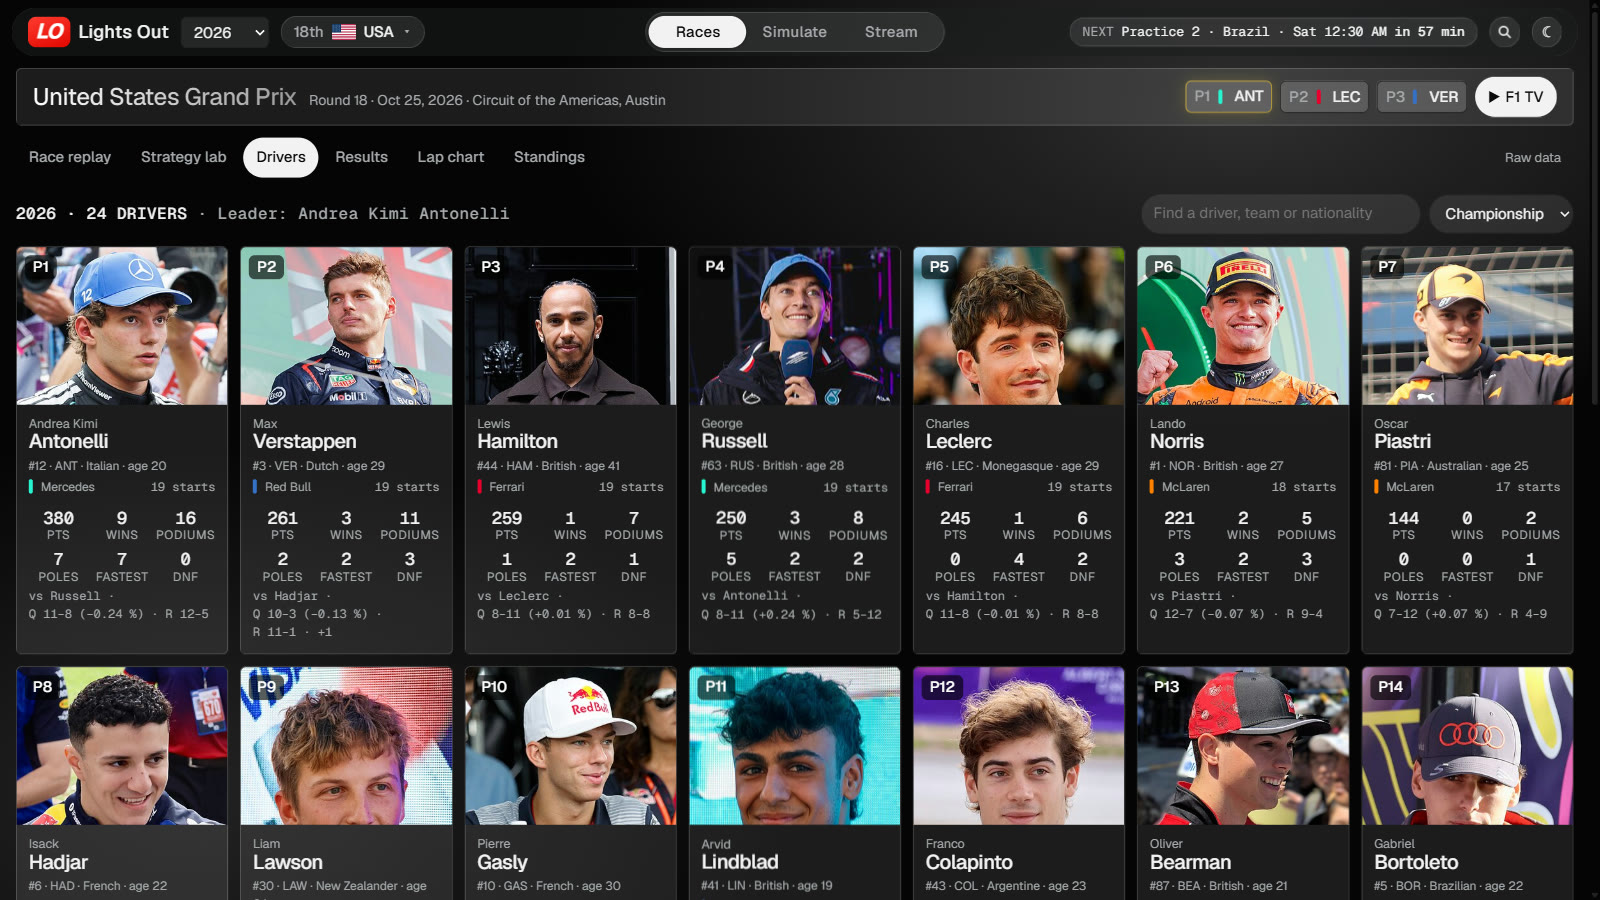 LO Lights Out 2026 18th USA Races Simulate Stream NEXT Practice 2 · Brazil · Sat 12:30 AM in 57 min
United States Grand Prix Round 18 · Oct 25, 2026 · Circuit of the Americas, Austin P1 ANT P2 LEC P3 VER F1 TV
Race replay Strategy lab Drivers Results Lap chart Standings Raw data
2026 · 24 DRIVERS · Leader: Andrea Kimi Antonelli Find a driver, team or nationality Championship
P1
Andrea Kimi
Antonelli
#12 · ANT · Italian · age 20
Mercedes 19 starts
380 9 16
PTS WINS PODIUMS
7 7 0
POLES FASTEST DNF
vs Russell ·
Q 11–8 (−0.24 %) · R 12–5
P2
Max
Verstappen
#3 · VER · Dutch · age 29
Red Bull 19 starts
261 3 11
PTS WINS PODIUMS
2 2 3
POLES FASTEST DNF
vs Hadjar ·
Q 10–3 (−0.13 %) ·
R 11–1 · +1
P3
Lewis
Hamilton
#44 · HAM · British · age 41
Ferrari 19 starts
259 1 7
PTS WINS PODIUMS
1 2 1
POLES FASTEST DNF
vs Leclerc ·
Q 8–11 (+0.01 %) · R 8–8
P4
George
Russell
#63 · RUS · British · age 28
Mercedes 19 starts
250 3 8
PTS WINS PODIUMS
5 2 2
POLES FASTEST DNF
vs Antonelli ·
Q 8–11 (+0.24 %) · R 5–12
P5
Charles
Leclerc
#16 · LEC · Monegasque · age 29
Ferrari 19 starts
245 1 6
PTS WINS PODIUMS
0 4 2
POLES FASTEST DNF
vs Hamilton ·
Q 11–8 (−0.01 %) · R 8–8
P6
PIRELLI
Android
Lando
Norris
#1 · NOR · British · age 27
McLaren 18 starts
221 2 5
PTS WINS PODIUMS
3 2 3
POLES FASTEST DNF
vs Piastri ·
Q 12–7 (−0.07 %) · R 9–4
P7
Oscar
Piastri
#81 · PIA · Australian · age 25
McLaren 17 starts
144 0 2
PTS WINS PODIUMS
0 0 1
POLES FASTEST DNF
vs Norris ·
Q 7–12 (+0.07 %) · R 4–9
P8
Isack
Hadjar
#6 · HAD · French · age 22
P9
Liam
Lawson
#30 · LAW · New Zealander · age
P10
Red Bull
Pierre
Gasly
#10 · GAS · French · age 30
P11
Arvid
Lindblad
#41 · LIN · British · age 19
P12
Franco
Colapinto
#43 · COL · Argentine · age 23
P13
Oliver
Bearman
#87 · BEA · British · age 21
P14
Gabriel
Bortoleto
#5 · BOR · Brazilian · age 22